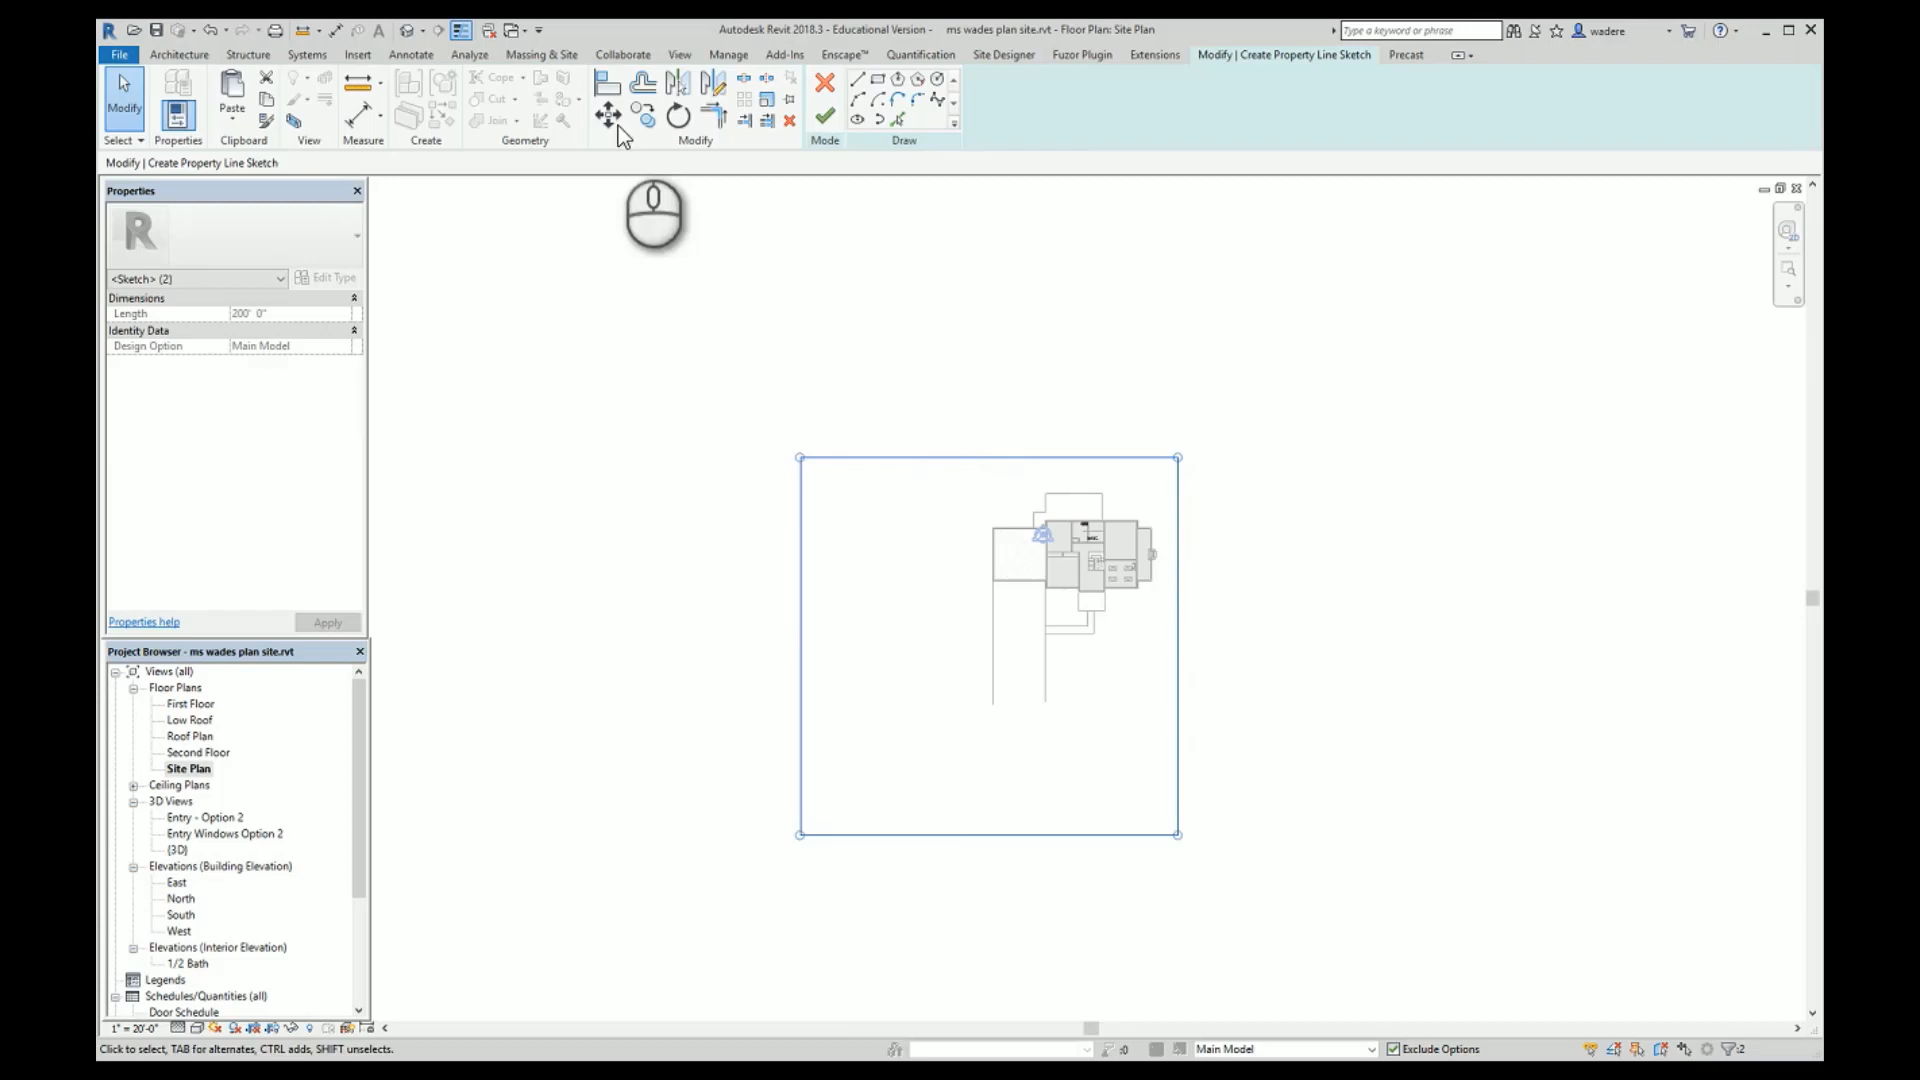 Autodesk Revit 2018.3 - Educational Version - ms wades plan site.rvt - Floor Plan: Site Plan
Type a keyword or phrase
wadere
File Architecture Structure Systems Insert Annotate Analyze Massing & Site Collaborate View Manage Add-Ins Enscape™ Quantification Site Designer Fuzor Plugin Extensions Modify | Create Property Line Sketch Precast
Modify Paste Cope Cut Join
Select Properties Clipboard View Measure Create Geometry Modify Mode Draw
Modify | Create Property Line Sketch
Properties
R
<Sketch> (2) Edit Type
Dimensions
Length 200' 0"
Identity Data
Design Option Main Model
Properties help Apply
Project Browser - ms wades plan site.rvt
Views (all)
Floor Plans
First Floor
Low Roof
Roof Plan
Second Floor
Site Plan
Ceiling Plans
3D Views
Entry - Option 2
Entry Windows Option 2
{3D}
Elevations (Building Elevation)
East
North
South
West
Elevations (Interior Elevation)
1/2 Bath
Legends
Schedules/Quantities (all)
Door Schedule
1" = 20'-0"
Click to select, TAB for alternates, CTRL adds, SHIFT unselects.
:0 Main Model Exclude Options :2